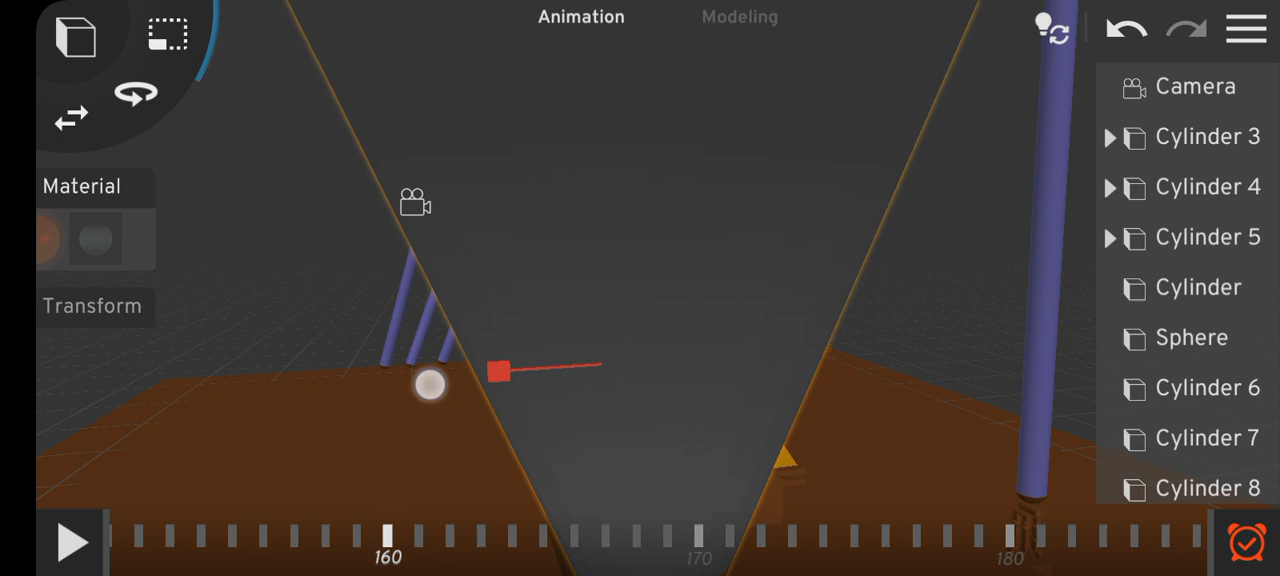 Animation
Modeling
Camera
Cylinder 3
Material
Cylinder 4
Cylinder 5
Cylinder
Transform
Sphere
Cylinder 6
Cylinder 7
Cylinder 8
160
170
180